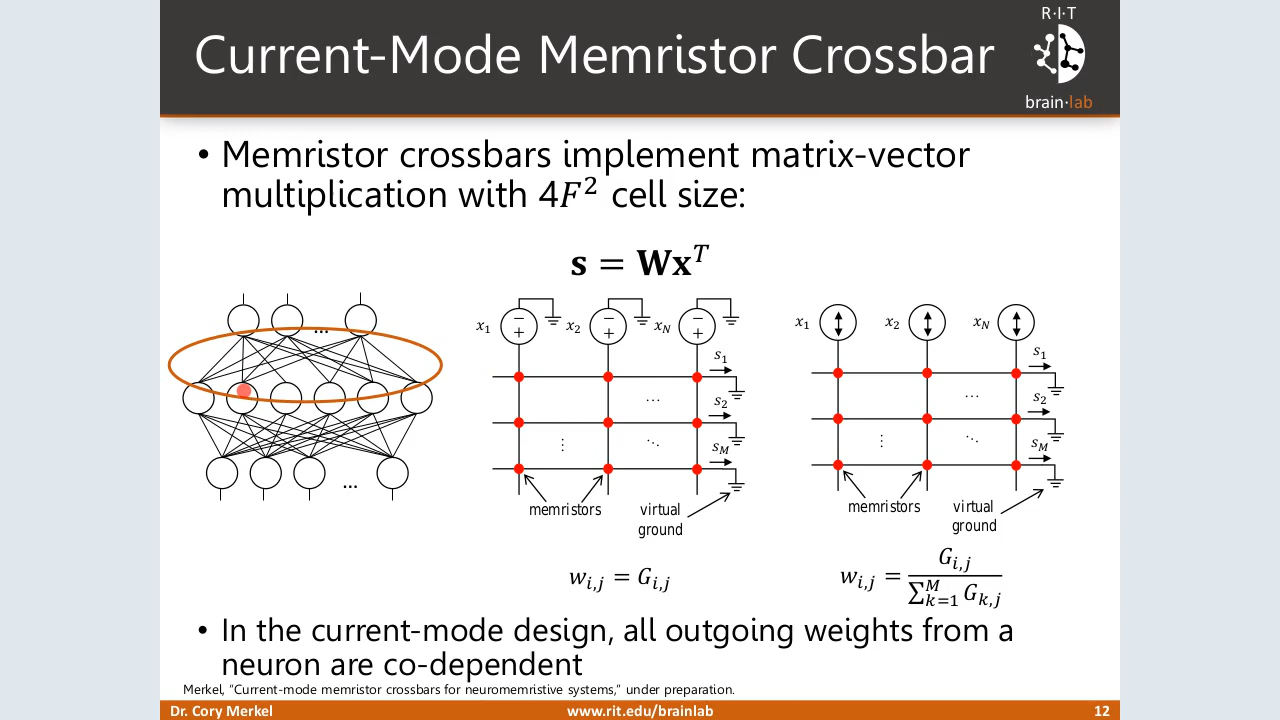 R·I·T
Current-Mode Memristor Crossbar
brain·lab
• Memristor crossbars implement matrix-vector
multiplication with 4𝐹² cell size:
𝐬 = 𝐖𝐱ᵀ
...
...
x₁
x₂
x_N
s₁
s₂
s_M
...
⋮
⋱
memristors
virtual
ground
w_{i,j} = G_{i,j}
x₁
x₂
x_N
s₁
s₂
s_M
...
⋮
⋱
memristors
virtual
ground
w_{i,j} = G_{i,j} / ∑_{k=1}^{M} G_{k,j}
• In the current-mode design, all outgoing weights from a
neuron are co-dependent
Merkel, “Current-mode memristor crossbars for neuromemristive systems,” under preparation.
Dr. Cory Merkel www.rit.edu/brainlab 12